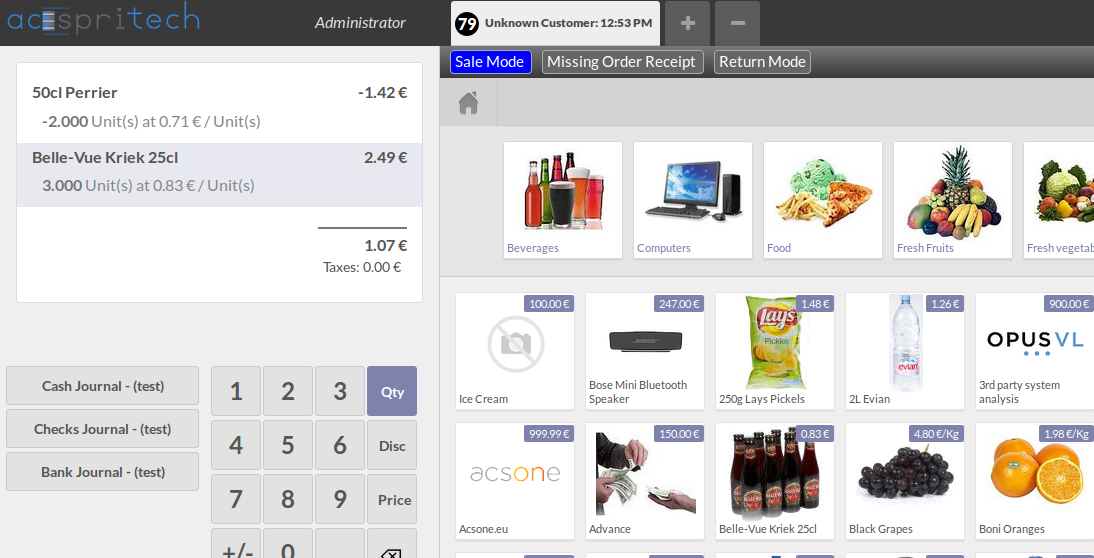 acespritech
Administrator
79 Unknown Customer: 12:53 PM
+
−
Sale Mode
Missing Order Receipt
Return Mode
50cl Perrier -1.42 €
-2.000 Unit(s) at 0.71 € / Unit(s)
Belle-Vue Kriek 25cl 2.49 €
3.000 Unit(s) at 0.83 € / Unit(s)
1.07 €
Taxes: 0.00 €
Cash Journal - (test)
Checks Journal - (test)
Bank Journal - (test)
1 2 3 Qty
4 5 6 Disc
7 8 9 Price
+/- 0
Beverages
Computers
Food
Fresh Fruits
Fresh vegetab
100.00 €
Ice Cream
247.00 €
BOSE
Bose Mini Bluetooth
Speaker
1.48 €
Lay's
Pickles
250g Lays Pickels
1.26 €
evian
2L Evian
900.00 €
OPUSVL
3rd party system
analysis
999.99 €
acsone
Acsone.eu
150.00 €
Advance
0.83 €
Belle-Vue Kriek 25cl
4.80 €/Kg
Black Grapes
1.98 €/Kg
Boni Oranges